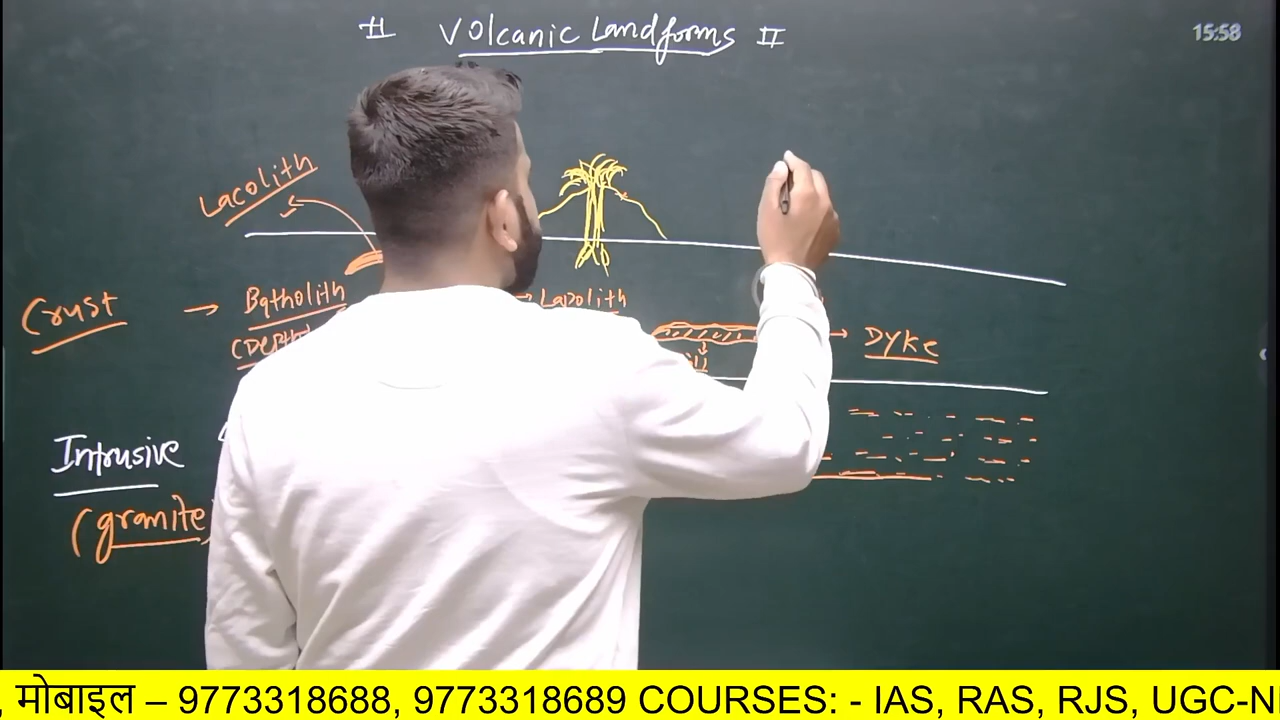 Volcanic Landforms
15:58
Lacolith
Crust → Batholith
→ Lapolith
→ Dyke
Intrusive
(granite)
, मोबाइल – 9773318688, 9773318689 COURSES: - IAS, RAS, RJS, UGC-N